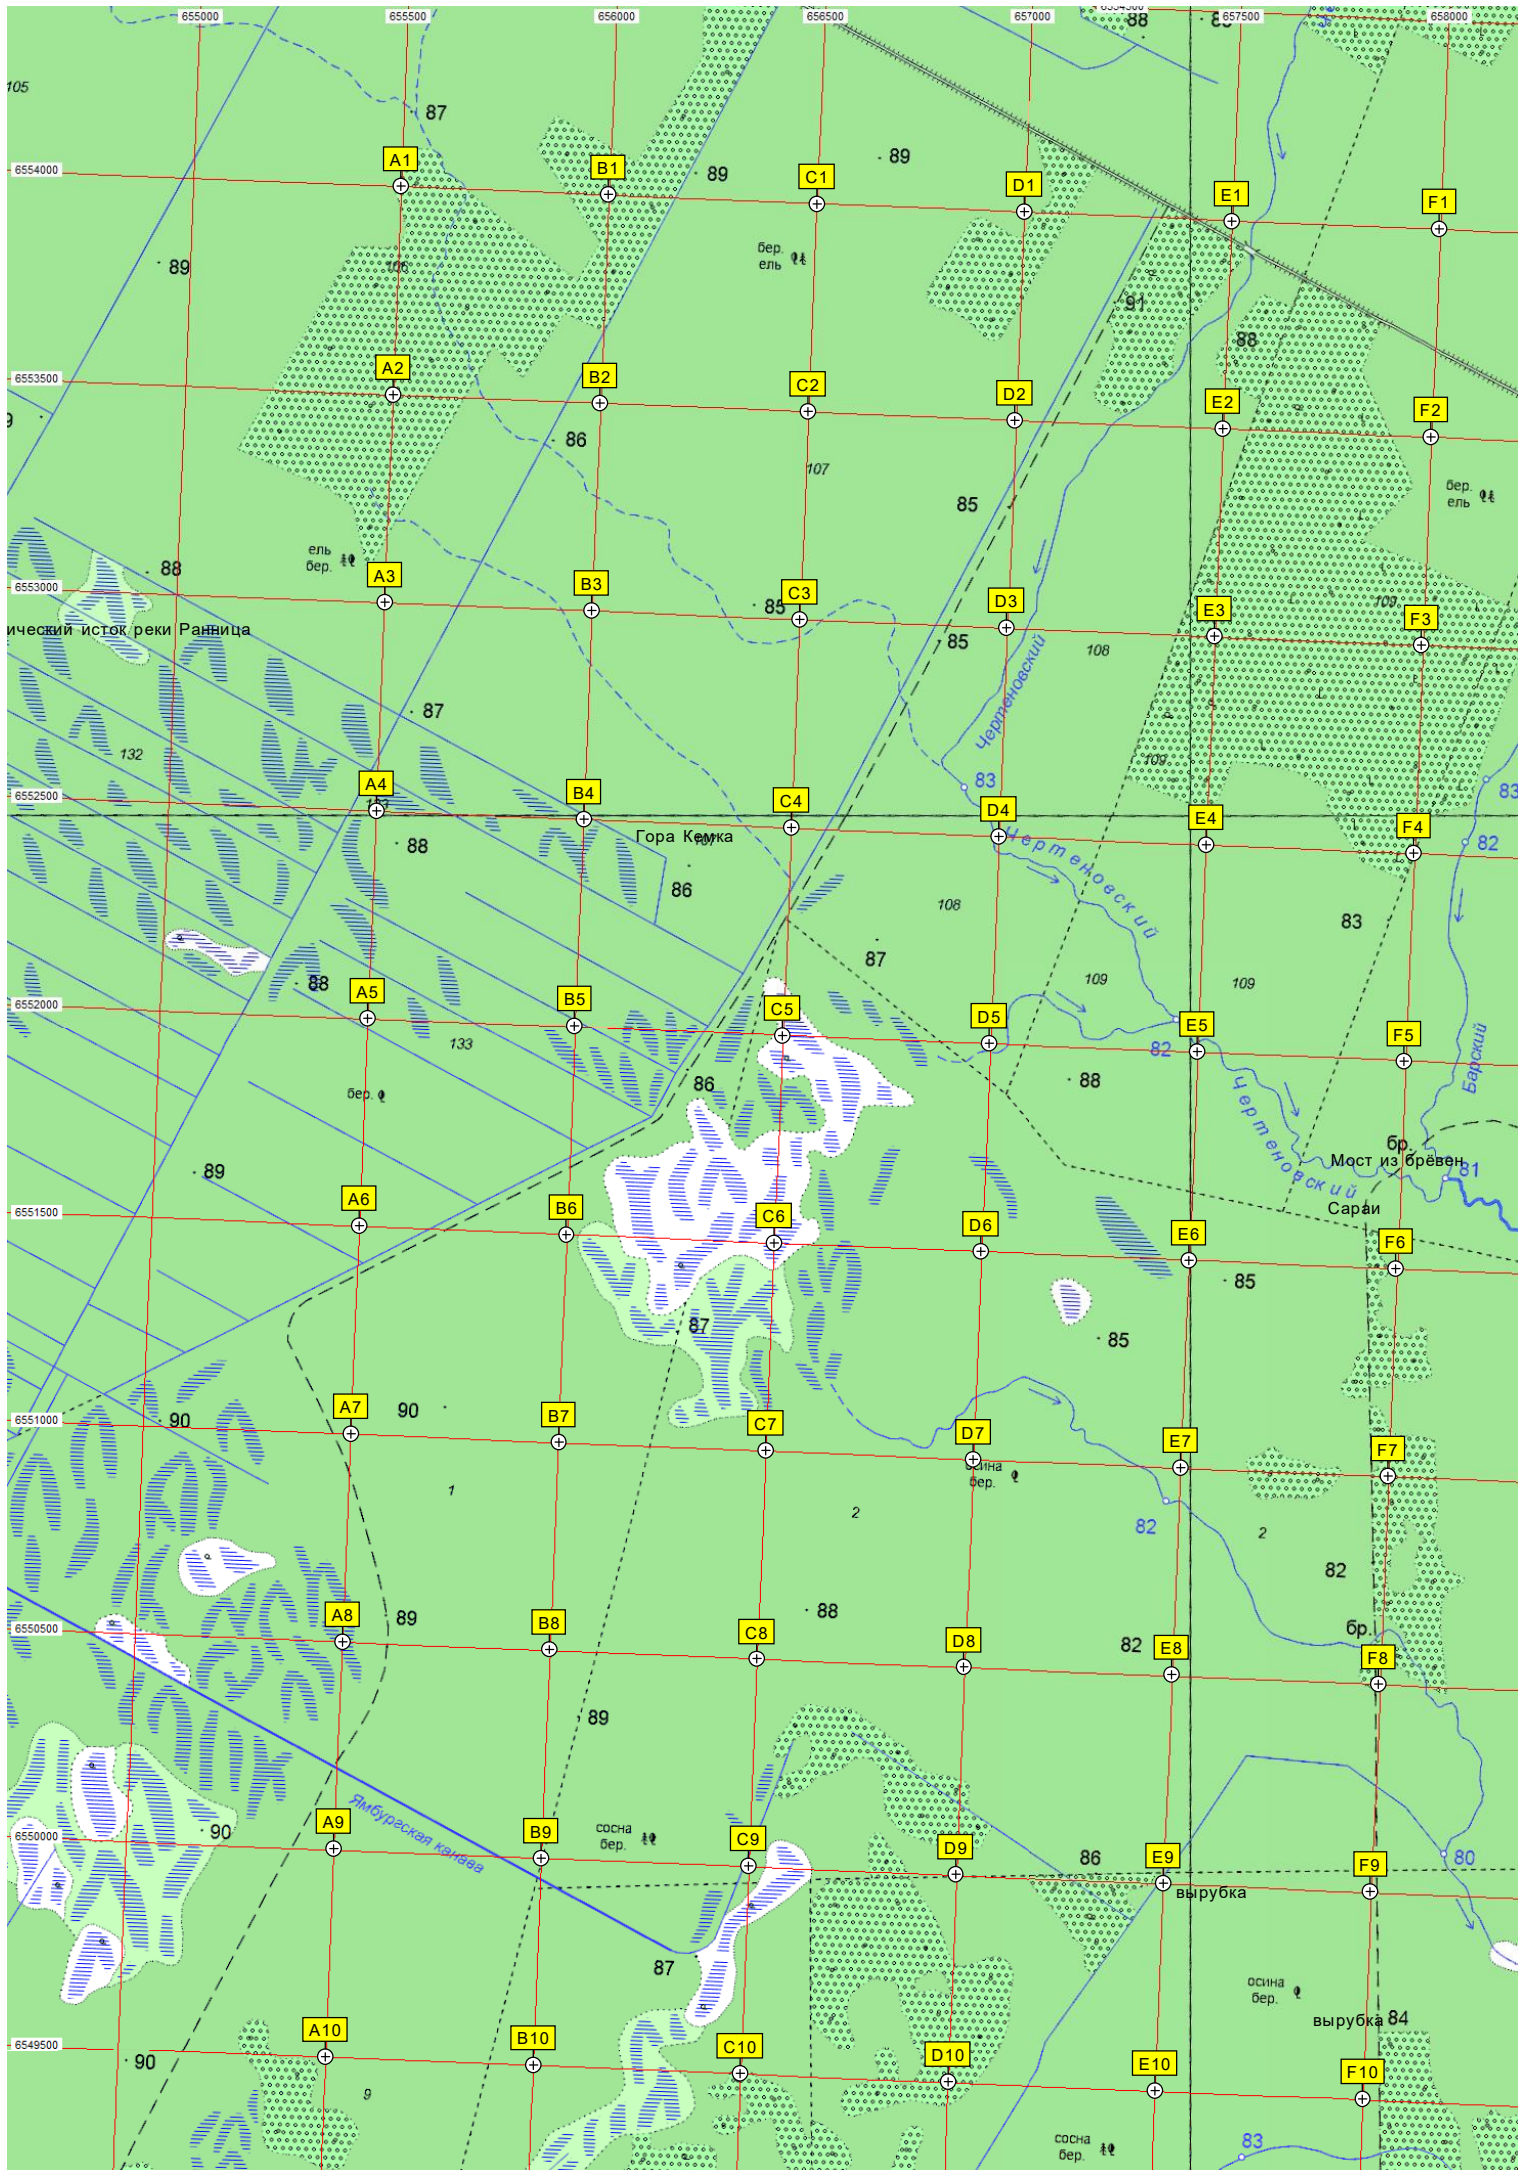 655000 655500 656000 656500 657000 657500 658000
88
105
87
89
89
6554000
A1 B1 C1 D1 E1 F1
бер.
ель
89
106
91
88
6553500
A2 B2 C2 D2 E2 F2
9
86
107
85
бер.
ель
ель
бер.
88
6553000
A3 B3 C3 D3 E3 F3
85
109
ический исток реки Ранница
85
108
Чертеновский
87
132
109
83
83
6552500
A4 B4 C4 D4 E4 F4
Гора Кемка
107
Чертеновский
82
88
86
108
83
87
88
109
109
6552000
A5 B5 C5 D5 E5 F5
133
82
Барский
86
88
бер.
Чертеновский
бр.
Мост из брёвен
81
89
Сараи
6551500
A6 B6 C6 D6 E6 F6
85
87
85
90
90
6551000
A7 B7 C7 D7 E7 F7
осина
бер.
1
2
82
2
82
88
89
бр.
6550500
A8 B8 C8 D8 E8 F8
82
89
Ямбургская канава
90
сосна
бер.
6550000
A9 B9 C9 D9 E9 F9
86
80
вырубка
87
осина
бер.
вырубка
84
6549500
A10 B10 C10 D10 E10 F10
90
9
сосна
бер.
83